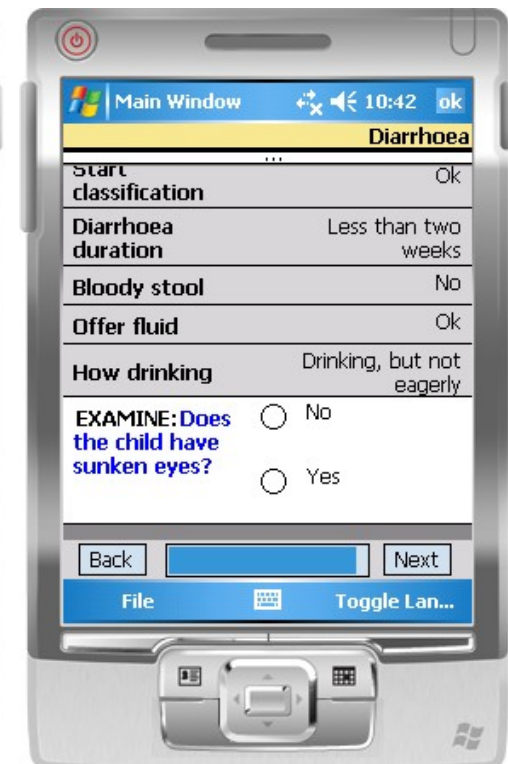 Main Window 10:42 ok
Diarrhoea
...
Start Ok
classification
Diarrhoea Less than two
duration weeks
Bloody stool No
Offer fluid Ok
How drinking Drinking, but not
eagerly
EXAMINE: Does No
the child have
sunken eyes? Yes
Back Next
File Toggle Lan...